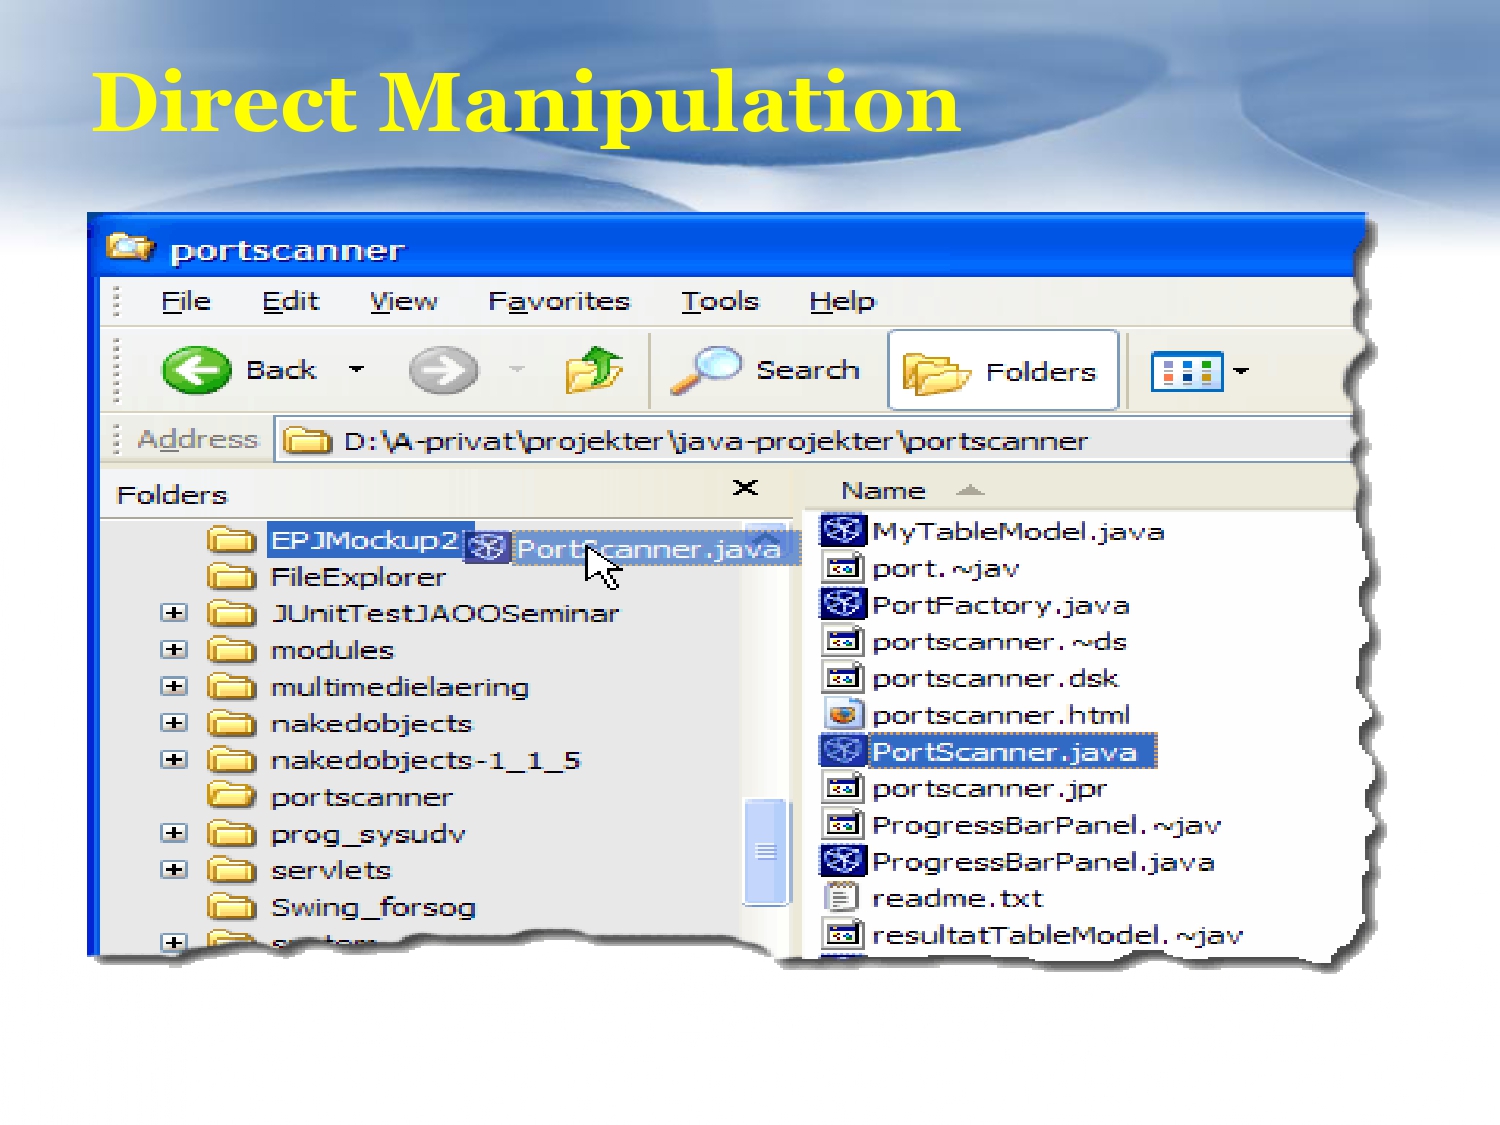 Direct Manipulation
portscanner
File Edit View Favorites Tools Help
Back Search Folders
Address D:\A-privat\projekter\java-projekter\portscanner
Folders
EPJMockup2
PortScanner.java
FileExplorer
JUnitTestJAOOSeminar
modules
multimedielaering
nakedobjects
nakedobjects-1_1_5
portscanner
prog_sysudv
servlets
Swing_forsog
Name
MyTableModel.java
port.~jav
PortFactory.java
portscanner.~ds
portscanner.dsk
portscanner.html
PortScanner.java
portscanner.jpr
ProgressBarPanel.~jav
ProgressBarPanel.java
readme.txt
resultatTableModel.~jav